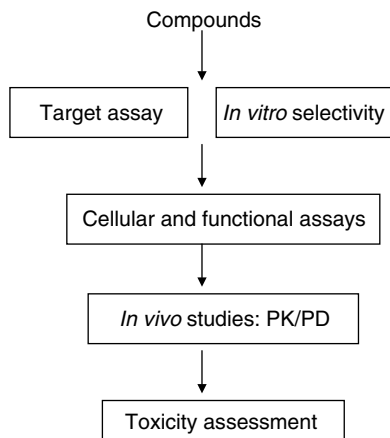 Compounds
Target assay
In vitro selectivity
Cellular and functional assays
In vivo studies: PK/PD
Toxicity assessment